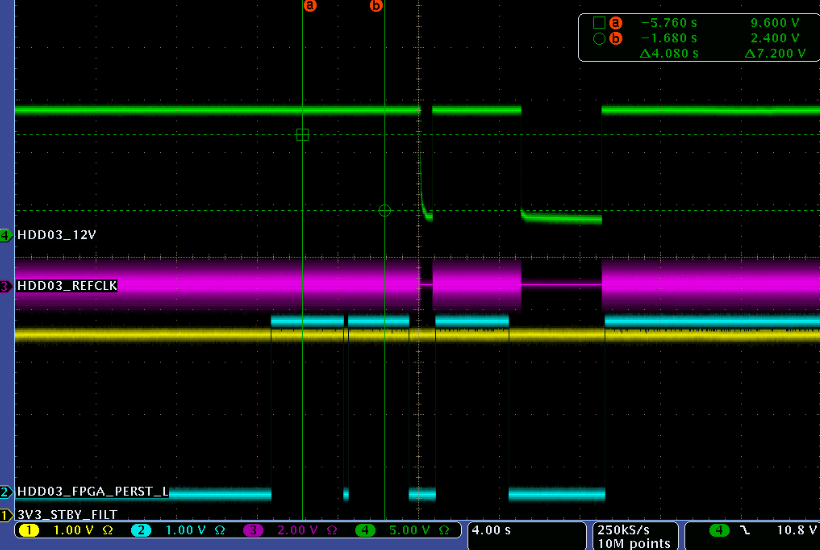 a b
a −5.760 s 9.600 V
b −1.680 s 2.400 V
Δ4.080 s Δ7.200 V
4 HDD03_12V
3 HDD03_REFCLK
2 HDD03_FPGA_PERST_L
1 3V3_STBY_FILT
1 1.00 V Ω 2 1.00 V Ω 3 2.00 V Ω 4 5.00 V Ω 4.00 s 250kS/s 4 10.8 V
10M points